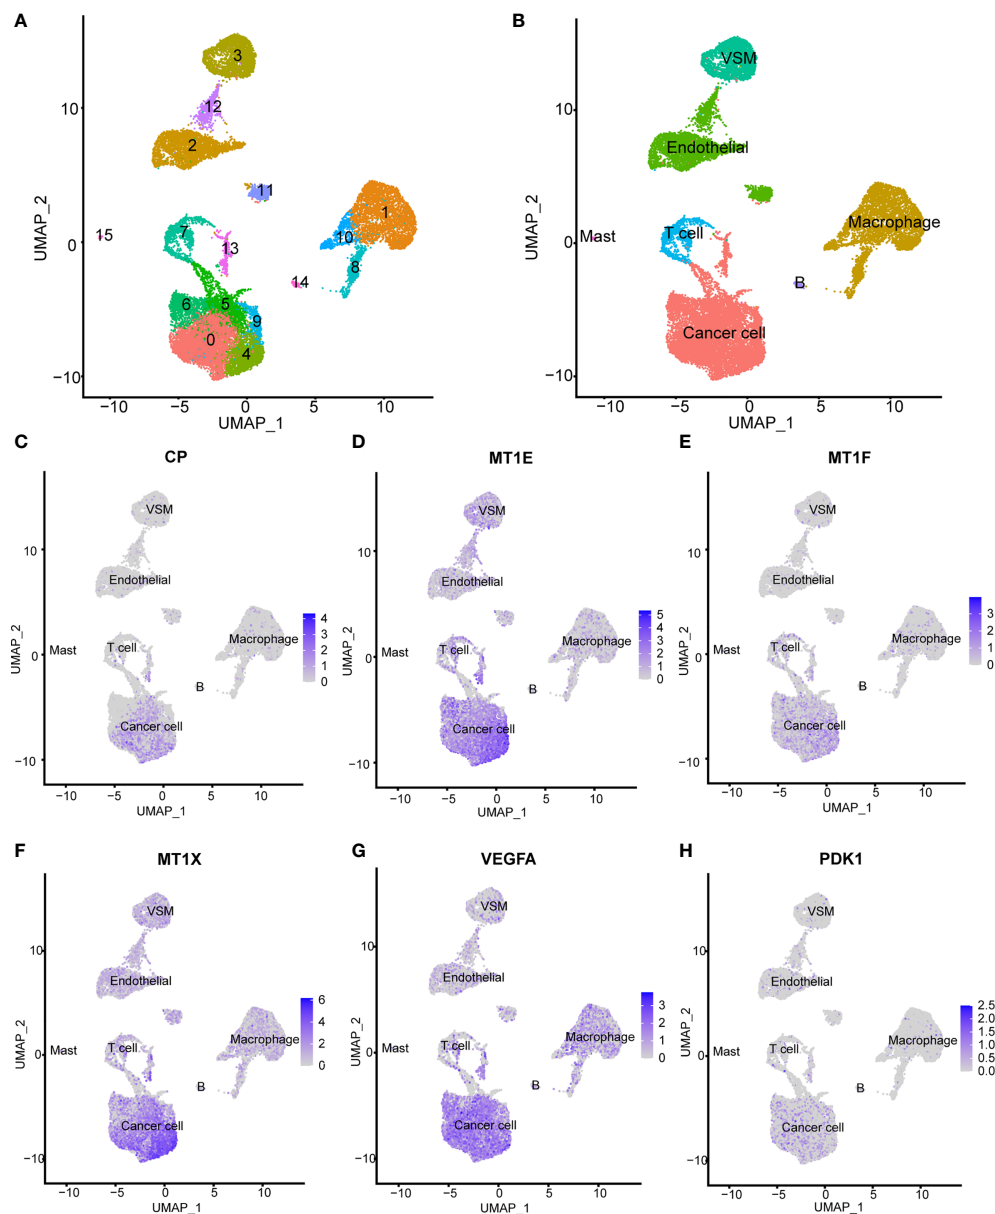 A
B
3
12
2
11
1
10
8
15
7
13
14
6
5
9
0
4
10
0
−10
UMAP_2
−10
−5
0
5
10
UMAP_1
VSM
Endothelial
Macrophage
Mast
T cell
B
Cancer cell
10
0
−10
UMAP_2
−10
−5
0
5
10
UMAP_1
C
CP
VSM
Endothelial
Macrophage
Mast
T cell
B
Cancer cell
4
3
2
1
0
10
0
−10
UMAP_2
−10
−5
0
5
10
UMAP_1
D
MT1E
VSM
Endothelial
Macrophage
Mast
T cell
B
Cancer cell
5
4
3
2
1
0
10
0
−10
UMAP_2
−10
−5
0
5
10
UMAP_1
E
MT1F
VSM
Endothelial
Macrophage
Mast
T cell
B
Cancer cell
3
2
1
0
10
0
−10
UMAP_2
−10
−5
0
5
10
UMAP_1
F
MT1X
VSM
Endothelial
Macrophage
Mast
T cell
B
Cancer cell
6
4
2
0
10
0
−10
UMAP_2
−10
−5
0
5
10
UMAP_1
G
VEGFA
VSM
Endothelial
Macrophage
Mast
T cell
B
Cancer cell
3
2
1
0
10
0
−10
UMAP_2
−10
−5
0
5
10
UMAP_1
H
PDK1
VSM
Endothelial
Macrophage
Mast
T cell
B
Cancer cell
2.5
2.0
1.5
1.0
0.5
0.0
10
0
−10
UMAP_2
−10
−5
0
5
10
UMAP_1